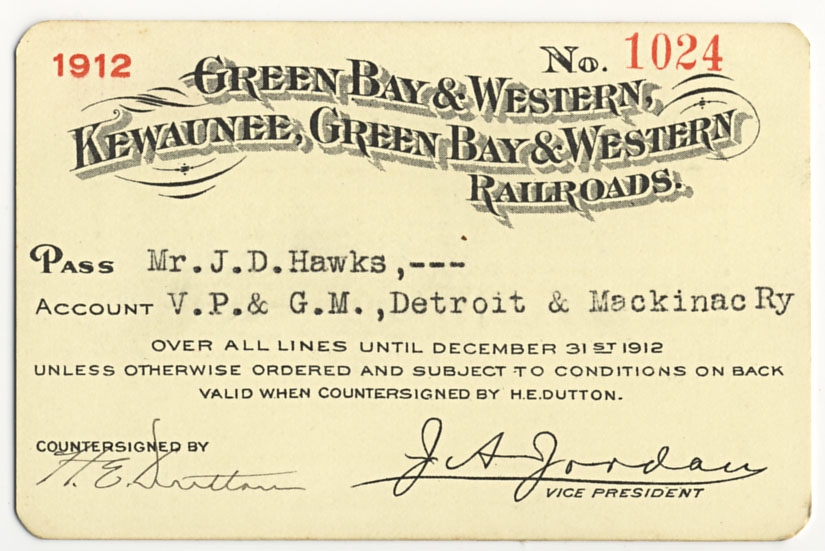 1912
No. 1024
GREEN BAY & WESTERN,
KEWAUNEE, GREEN BAY & WESTERN
RAILROADS.
PASS Mr.J.D.Hawks,---
ACCOUNT V.P.& G.M.,Detroit & Mackinac Ry
OVER ALL LINES UNTIL DECEMBER 31ST 1912
UNLESS OTHERWISE ORDERED AND SUBJECT TO CONDITIONS ON BACK
VALID WHEN COUNTERSIGNED BY H.E.DUTTON.
COUNTERSIGNED BY
H. E. Dutton
J A Jordan
VICE PRESIDENT